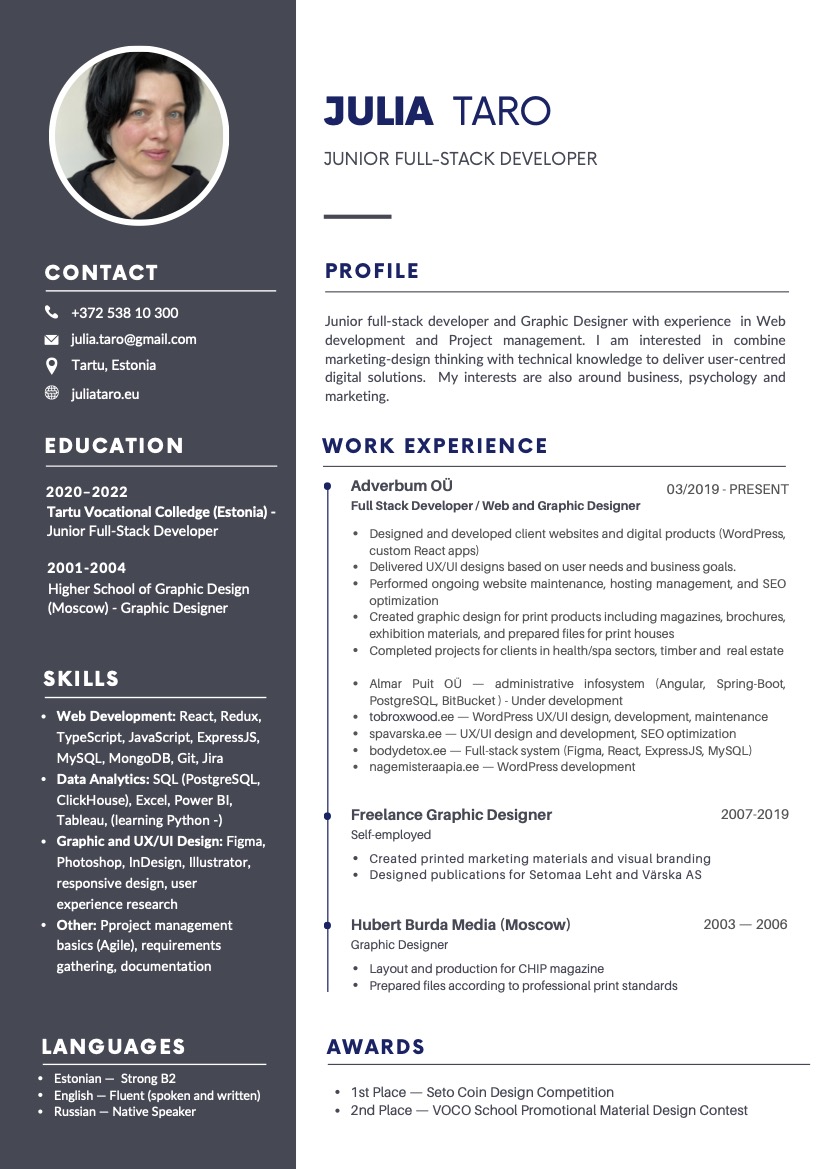 JULIA TARO
JUNIOR FULL-STACK DEVELOPER
CONTACT
+372 538 10 300
julia.taro@gmail.com
Tartu, Estonia
juliataro.eu
EDUCATION
2020–2022
Tartu Vocational Colledge (Estonia) -
Junior Full-Stack Developer
2001-2004
Higher School of Graphic Design
(Moscow) - Graphic Designer
SKILLS
• Web Development: React, Redux,
TypeScript, JavaScript, ExpressJS,
MySQL, MongoDB, Git, Jira
• Data Analytics: SQL (PostgreSQL,
ClickHouse), Excel, Power BI,
Tableau, (learning Python -)
• Graphic and UX/UI Design: Figma,
Photoshop, InDesign, Illustrator,
responsive design, user
experience research
• Other: Pproject management
basics (Agile), requirements
gathering, documentation
LANGUAGES
• Estonian — Strong B2
• English — Fluent (spoken and written)
• Russian — Native Speaker
PROFILE
Junior full-stack developer and Graphic Designer with experience in Web
development and Project management. I am interested in combine
marketing-design thinking with technical knowledge to deliver user-centred
digital solutions. My interests are also around business, psychology and
marketing.
WORK EXPERIENCE
Adverbum OÜ
03/2019 - PRESENT
Full Stack Developer / Web and Graphic Designer
• Designed and developed client websites and digital products (WordPress,
custom React apps)
• Delivered UX/UI designs based on user needs and business goals.
• Performed ongoing website maintenance, hosting management, and SEO
optimization
• Created graphic design for print products including magazines, brochures,
exhibition materials, and prepared files for print houses
• Completed projects for clients in health/spa sectors, timber and real estate
• Almar Puit OÜ — administrative infosystem (Angular, Spring-Boot,
PostgreSQL, BitBucket ) - Under development
• tobroxwood.ee — WordPress UX/UI design, development, maintenance
• spavarska.ee — UX/UI design and development, SEO optimization
• bodydetox.ee — Full-stack system (Figma, React, ExpressJS, MySQL)
• nagemisteraapia.ee — WordPress development
Freelance Graphic Designer
2007-2019
Self-employed
• Created printed marketing materials and visual branding
• Designed publications for Setomaa Leht and Värska AS
Hubert Burda Media (Moscow)
2003 — 2006
Graphic Designer
• Layout and production for CHIP magazine
• Prepared files according to professional print standards
AWARDS
• 1st Place — Seto Coin Design Competition
• 2nd Place — VOCO School Promotional Material Design Contest